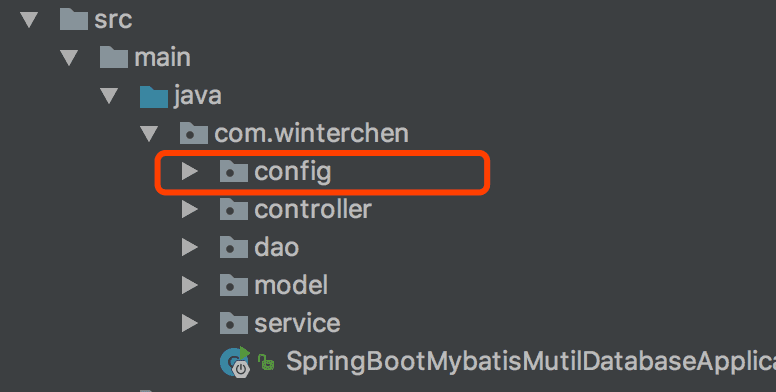 src
main
java
com.winterchen
config
controller
dao
model
service
SpringBootMybatisMutilDatabaseApplica